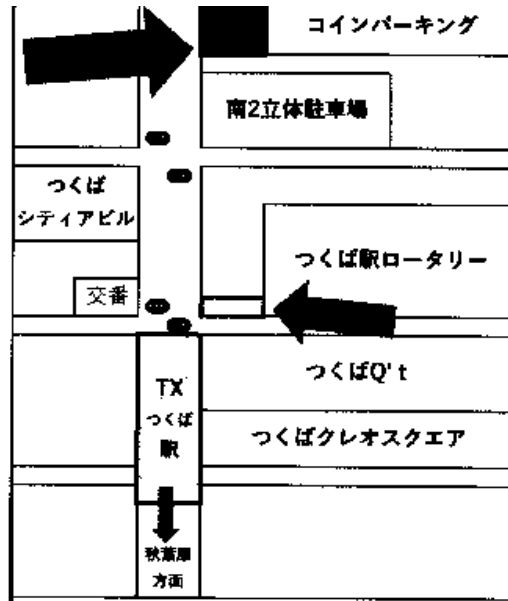 コインパーキング
南2立体駐車場
つくば
シティアビル
つくば駅ロータリー
交番
つくばQ't
TX
つくば
駅
つくばクレオスクエア
秋葉原
方面